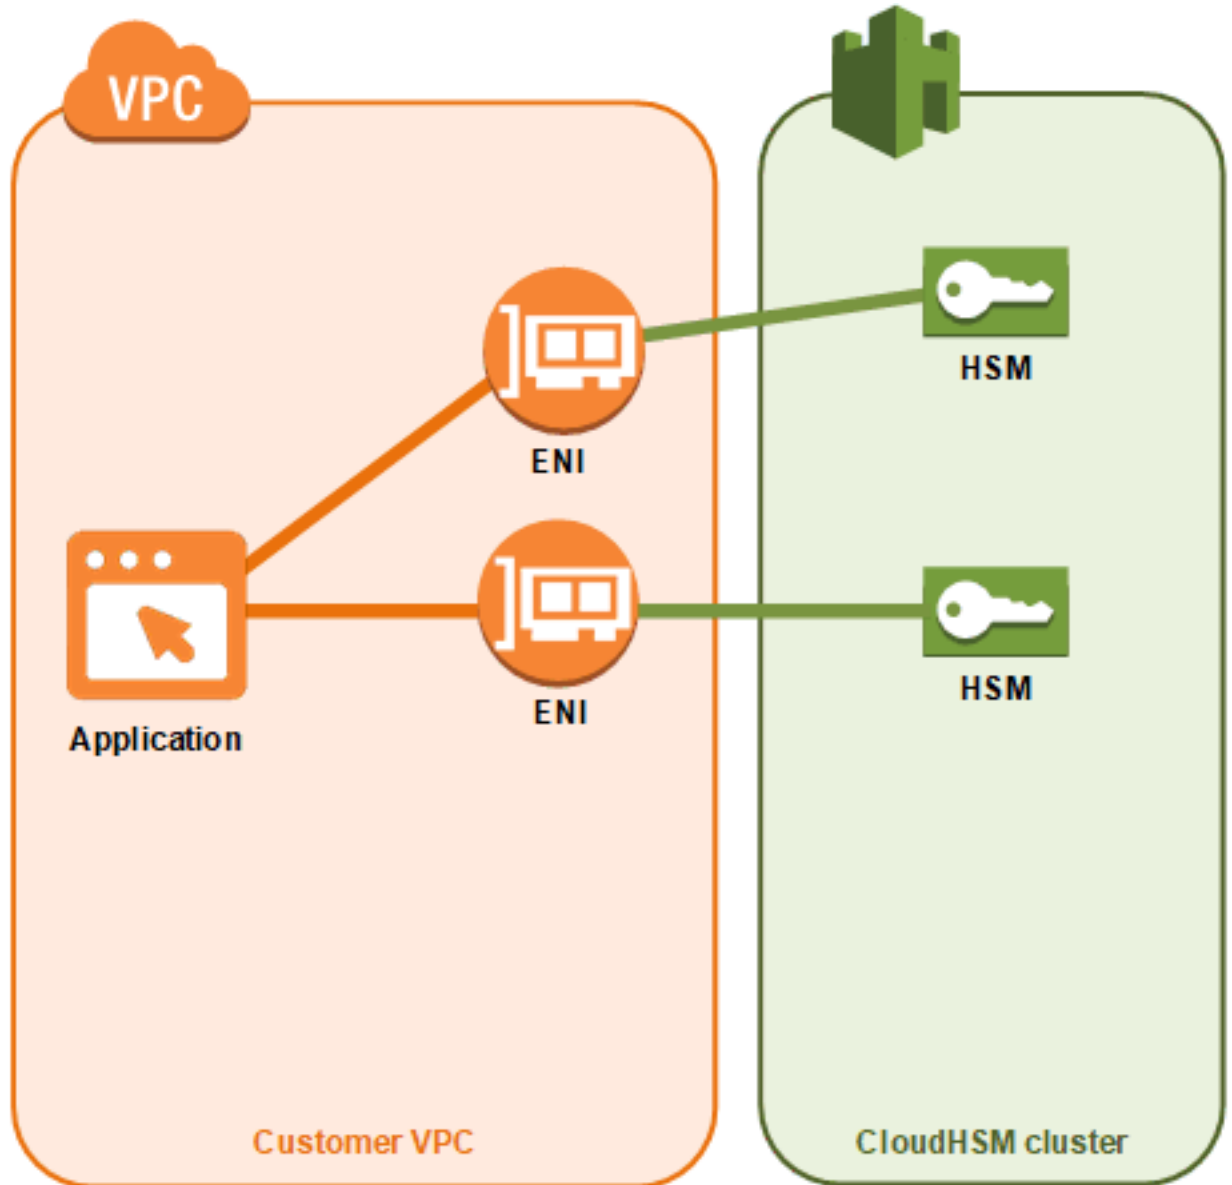 VPC
HSM
ENI
HSM
ENI
Application
Customer VPC
CloudHSM cluster